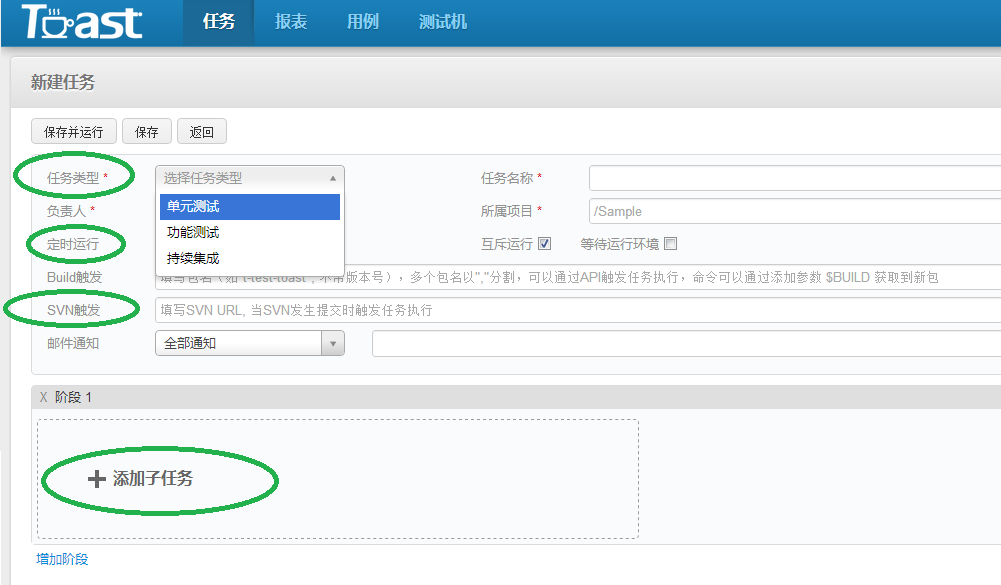 Toast 任务 报表 用例 测试机
新建任务
保存并运行 保存 返回
任务类型 * 选择任务类型 任务名称 *
单元测试
负责人 * 所属项目 * /Sample
功能测试
定时运行 互斥运行 等待运行环境
持续集成
Build触发 填写包名（如"t-test-toast", 不带版本号），多个包名以","分割，可以通过API触发任务执行，命令可以通过添加参数 $BUILD 获取到新包
SVN触发 填写SVN URL, 当SVN发生提交时触发任务执行
邮件通知 全部通知
X 阶段 1
添加子任务
增加阶段